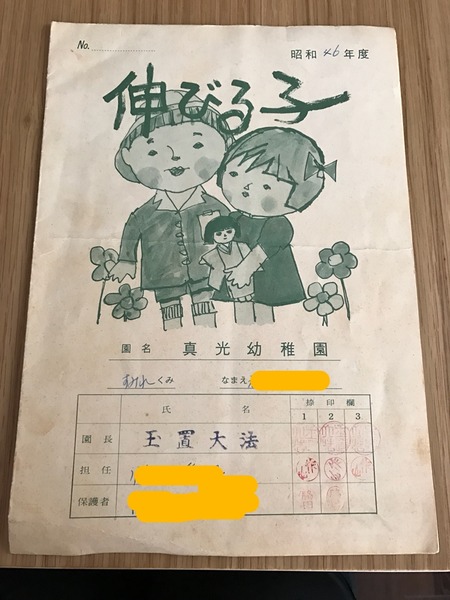 No.
昭和46年度
伸びる子
園名 真光幼稚園
すみれくみ なまえ
氏名 捺印欄
1 2 3
園長 玉置大法
担任
保護者